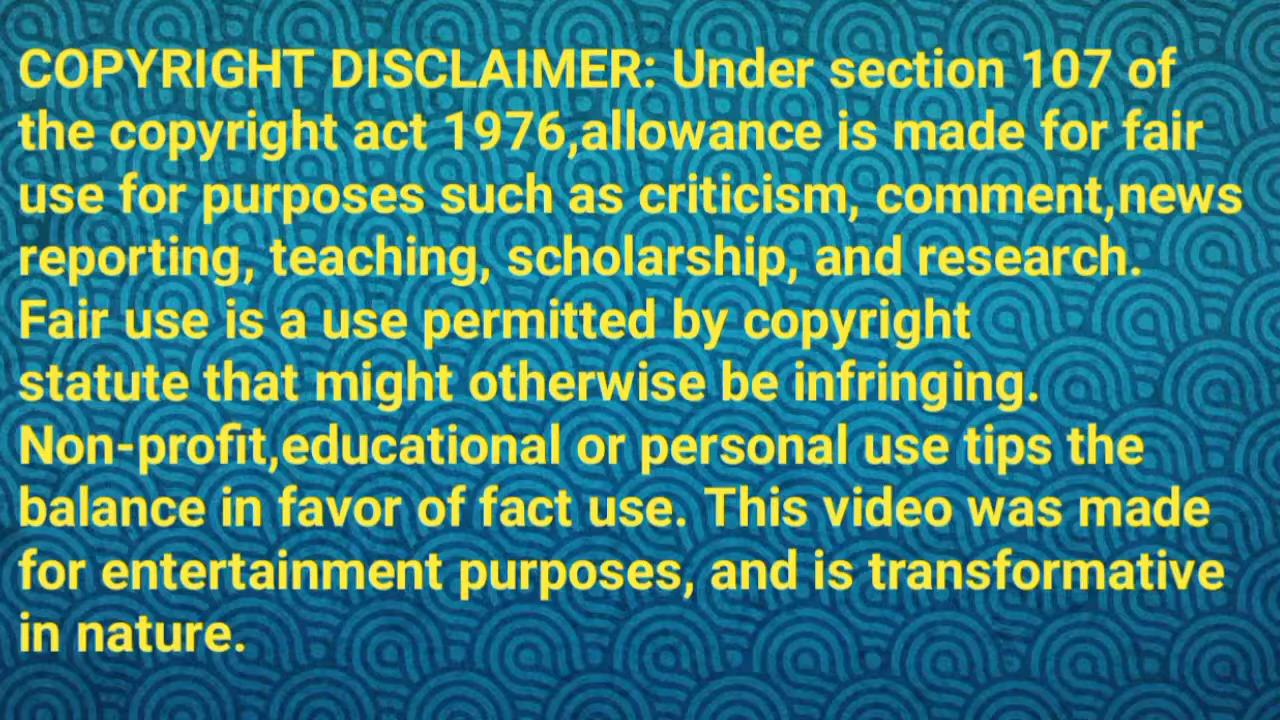 COPYRIGHT DISCLAIMER: Under section 107 of
the copyright act 1976,allowance is made for fair
use for purposes such as criticism, comment,news
reporting, teaching, scholarship, and research.
Fair use is a use permitted by copyright
statute that might otherwise be infringing.
Non-profit,educational or personal use tips the
balance in favor of fact use. This video was made
for entertainment purposes, and is transformative
in nature.